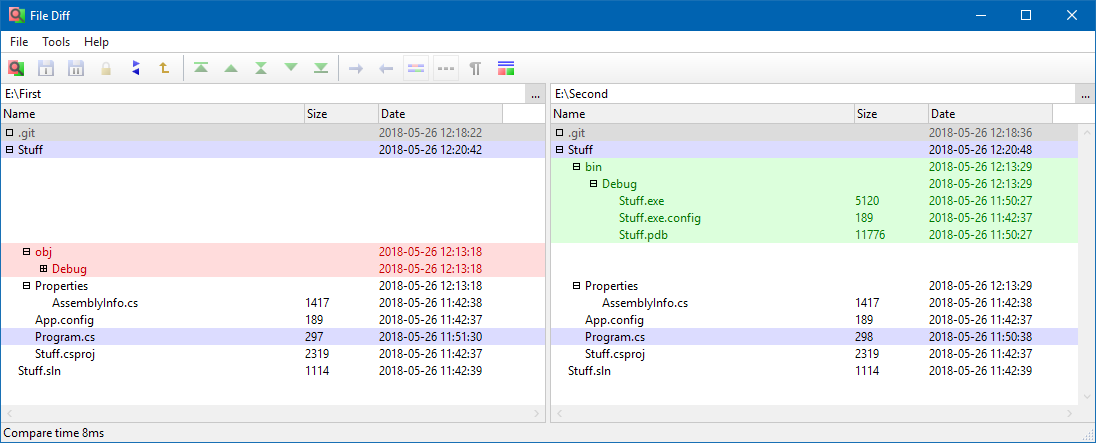 File Diff
File Tools Help
E:\First ...
Name Size Date
.git 2018-05-26 12:18:22
Stuff 2018-05-26 12:20:42
obj 2018-05-26 12:13:18
Debug 2018-05-26 12:13:18
Properties 2018-05-26 12:13:18
AssemblyInfo.cs 1417 2018-05-26 11:42:38
App.config 189 2018-05-26 11:42:37
Program.cs 297 2018-05-26 11:51:30
Stuff.csproj 2319 2018-05-26 11:42:37
Stuff.sln 1114 2018-05-26 11:42:39
E:\Second ...
Name Size Date
.git 2018-05-26 12:18:36
Stuff 2018-05-26 12:20:48
bin 2018-05-26 12:13:29
Debug 2018-05-26 12:13:29
Stuff.exe 5120 2018-05-26 11:50:27
Stuff.exe.config 189 2018-05-26 11:42:37
Stuff.pdb 11776 2018-05-26 11:50:27
Properties 2018-05-26 12:13:29
AssemblyInfo.cs 1417 2018-05-26 11:42:38
App.config 189 2018-05-26 11:42:37
Program.cs 298 2018-05-26 11:50:38
Stuff.csproj 2319 2018-05-26 11:42:37
Stuff.sln 1114 2018-05-26 11:42:39
Compare time 8ms